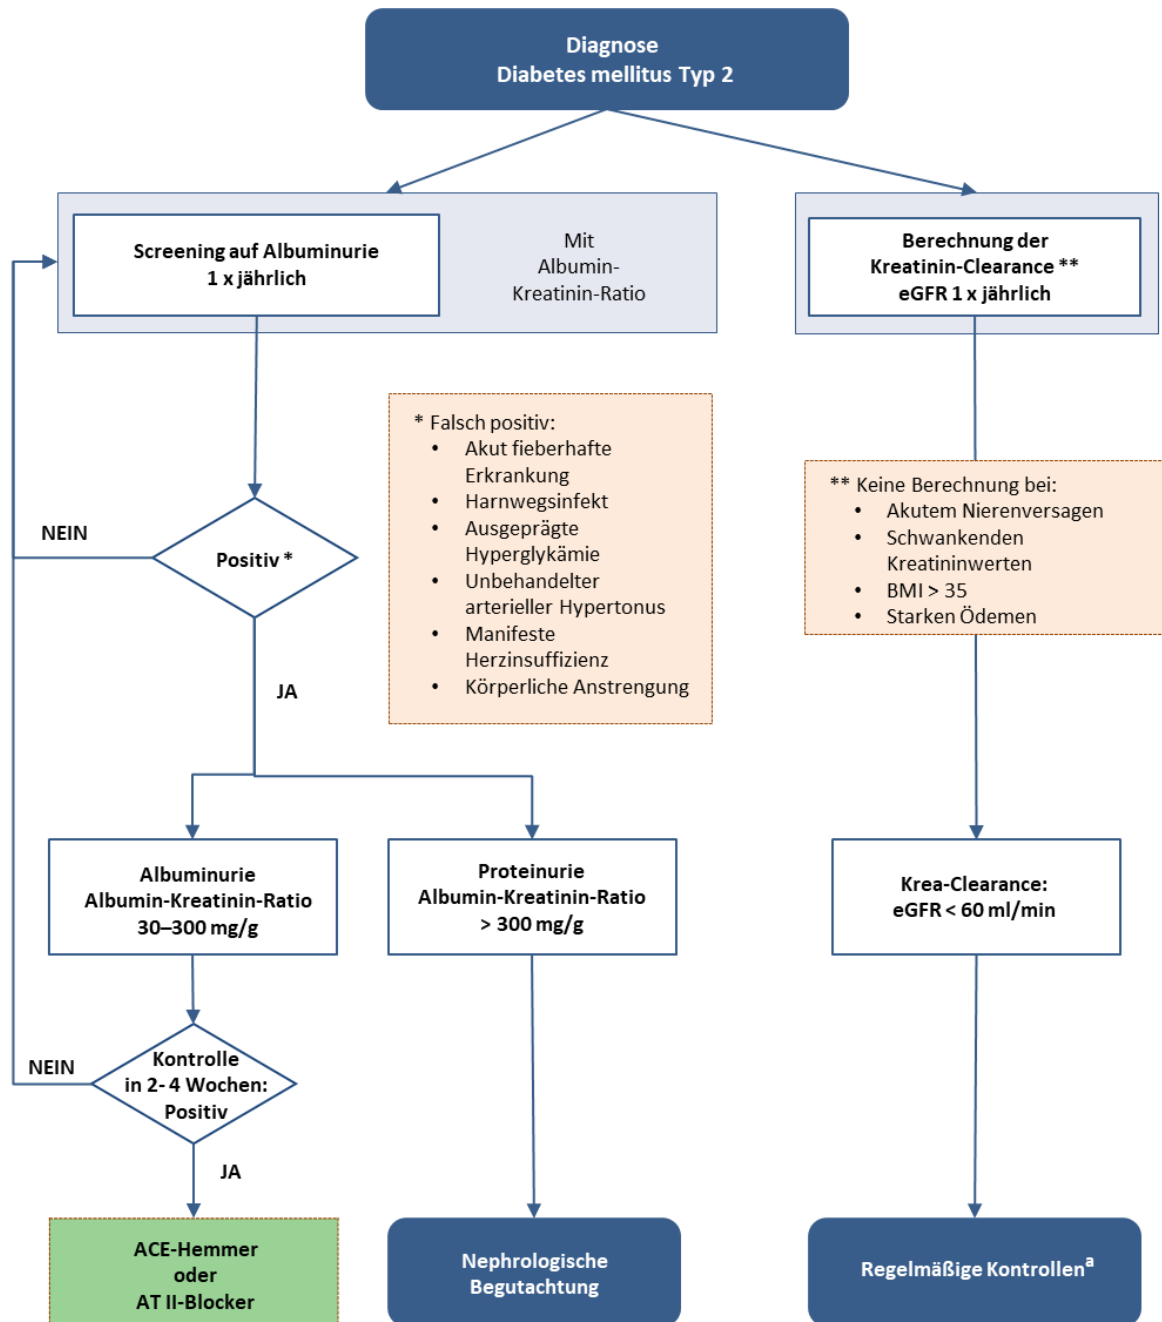 Diagnose
Diabetes mellitus Typ 2
Screening auf Albuminurie
1 x jährlich
Mit
Albumin-
Kreatinin-Ratio
Berechnung der
Kreatinin-Clearance **
eGFR 1 x jährlich
* Falsch positiv:
• Akut fieberhafte
Erkrankung
• Harnwegsinfekt
• Ausgeprägte
Hyperglykämie
• Unbehandelter
arterieller Hypertonus
• Manifeste
Herzinsuffizienz
• Körperliche Anstrengung
** Keine Berechnung bei:
• Akutem Nierenversagen
• Schwankenden
Kreatininwerten
• BMI > 35
• Starken Ödemen
NEIN
Positiv *
JA
Albuminurie
Albumin-Kreatinin-Ratio
30–300 mg/g
Proteinurie
Albumin-Kreatinin-Ratio
> 300 mg/g
Krea-Clearance:
eGFR < 60 ml/min
NEIN
Kontrolle
in 2- 4 Wochen:
Positiv
JA
ACE-Hemmer
oder
AT II-Blocker
Nephrologische
Begutachtung
Regelmäßige Kontrollenᵃ